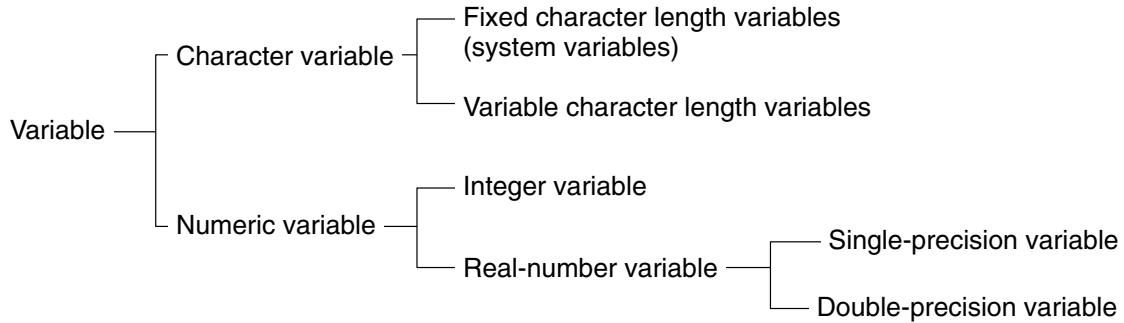 Fixed character length variables
(system variables)
Character variable
Variable character length variables
Variable
Integer variable
Numeric variable
Single-precision variable
Real-number variable
Double-precision variable